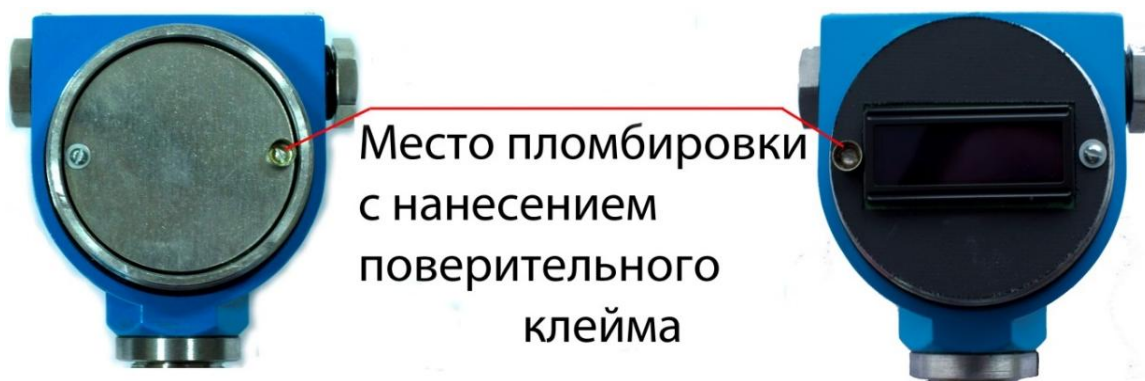 Место пломбировки
с нанесением
поверительного
клейма